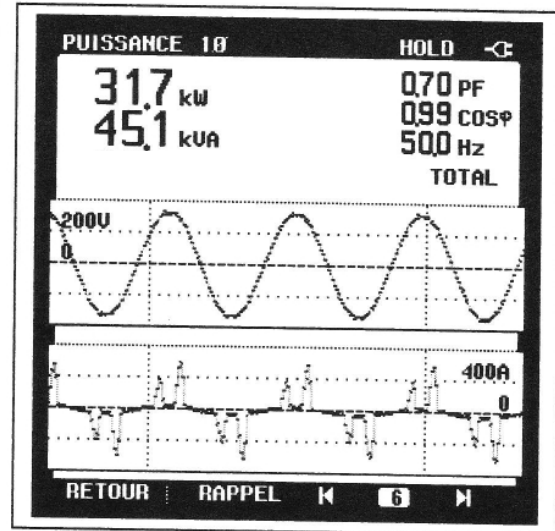 PUISSANCE 1Ø HOLD
31.7 kW 0.70 PF
45.1 kVA 0.99 COSφ
50.0 Hz
TOTAL
200V
0
400A
0
RETOUR RAPPEL 6